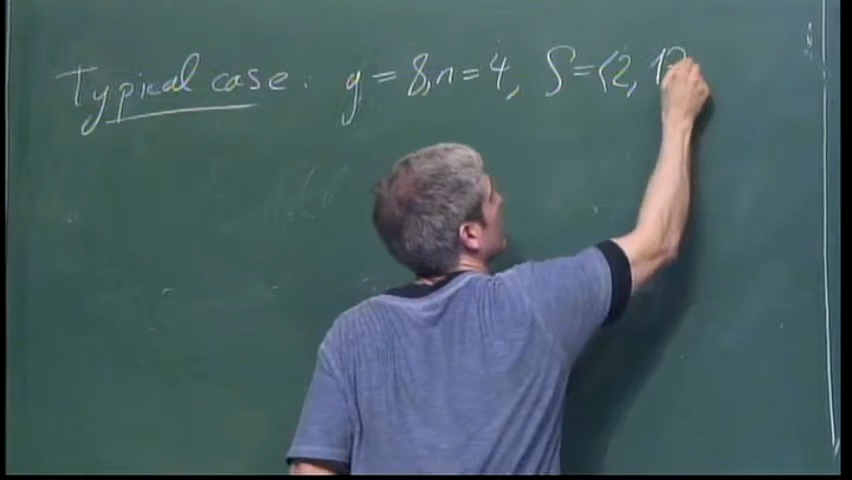 Typical case: g = 8, n = 4, S = ⟨2, 1